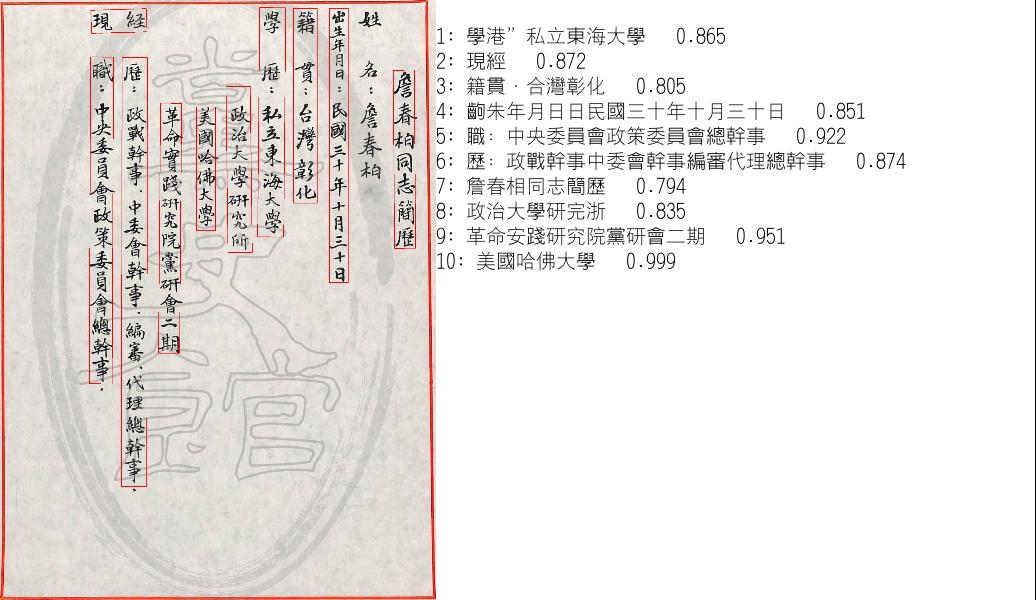 詹春柏同志簡歷
姓 名：詹春柏
出生年月日：民國三十年十月三十日
籍 貫：台灣彰化
學 歷：私立東海大學
政治大學研究所
美國哈佛大學
革命實踐研究院黨研會二期
經 歷：政戰幹事、中委會幹事、編審、代理總幹事。
現 職：中央委員會政策委員會總幹事。
1: 學港”私立東海大學 0.865
2: 現經 0.872
3: 籍貫·合灣彰化 0.805
4: 齣朱年月日日民國三十年十月三十日 0.851
5: 職: 中央委員會政策委員會總幹事 0.922
6: 歷: 政戰幹事中委會幹事編審代理總幹事 0.874
7: 詹春相同志簡歷 0.794
8: 政治大學研完浙 0.835
9: 革命安踐研究院黨研會二期 0.951
10: 美國哈佛大學 0.999